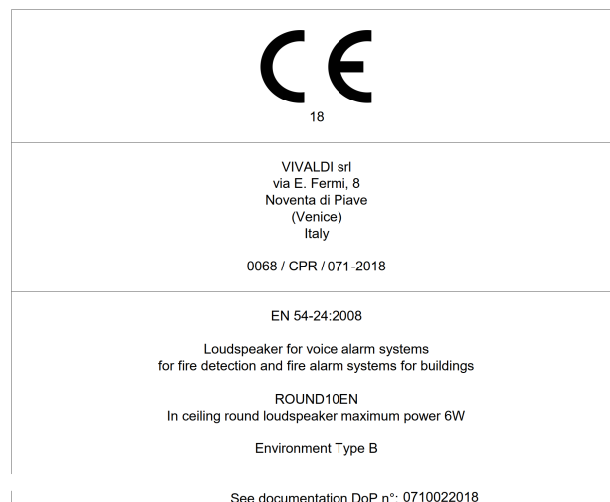 CE
18
VIVALDI srl
via E. Fermi, 8
Noventa di Piave
(Venice)
Italy
0068 / CPR / 071-2018
EN 54-24:2008
Loudspeaker for voice alarm systems
for fire detection and fire alarm systems for buildings
ROUND10EN
In ceiling round loudspeaker maximum power 6W
Environment Type B
See documentation DoP n°: 0710022018